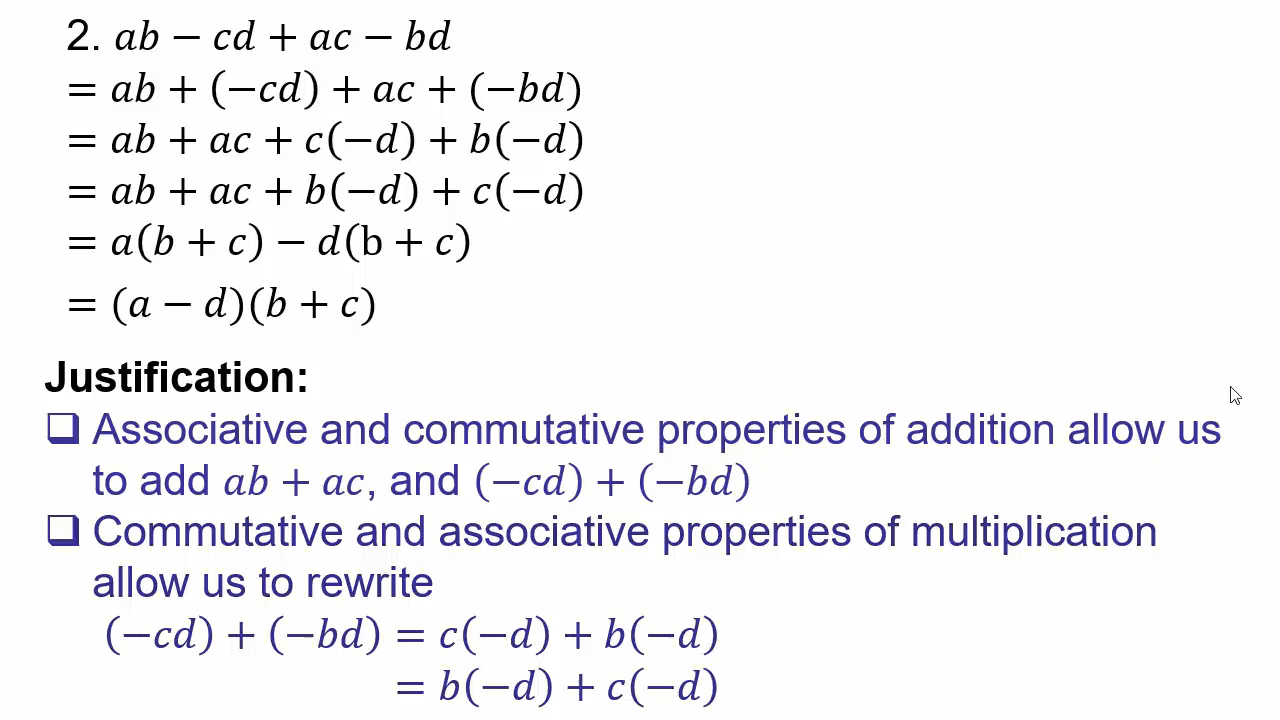 2. ab − cd + ac − bd
= ab + (−cd) + ac + (−bd)
= ab + ac + c(−d) + b(−d)
= ab + ac + b(−d) + c(−d)
= a(b + c) − d(b + c)
= (a − d)(b + c)
Justification:
❑ Associative and commutative properties of addition allow us
to add ab + ac, and (−cd) + (−bd)
❑ Commutative and associative properties of multiplication
allow us to rewrite
(−cd) + (−bd) = c(−d) + b(−d)
= b(−d) + c(−d)